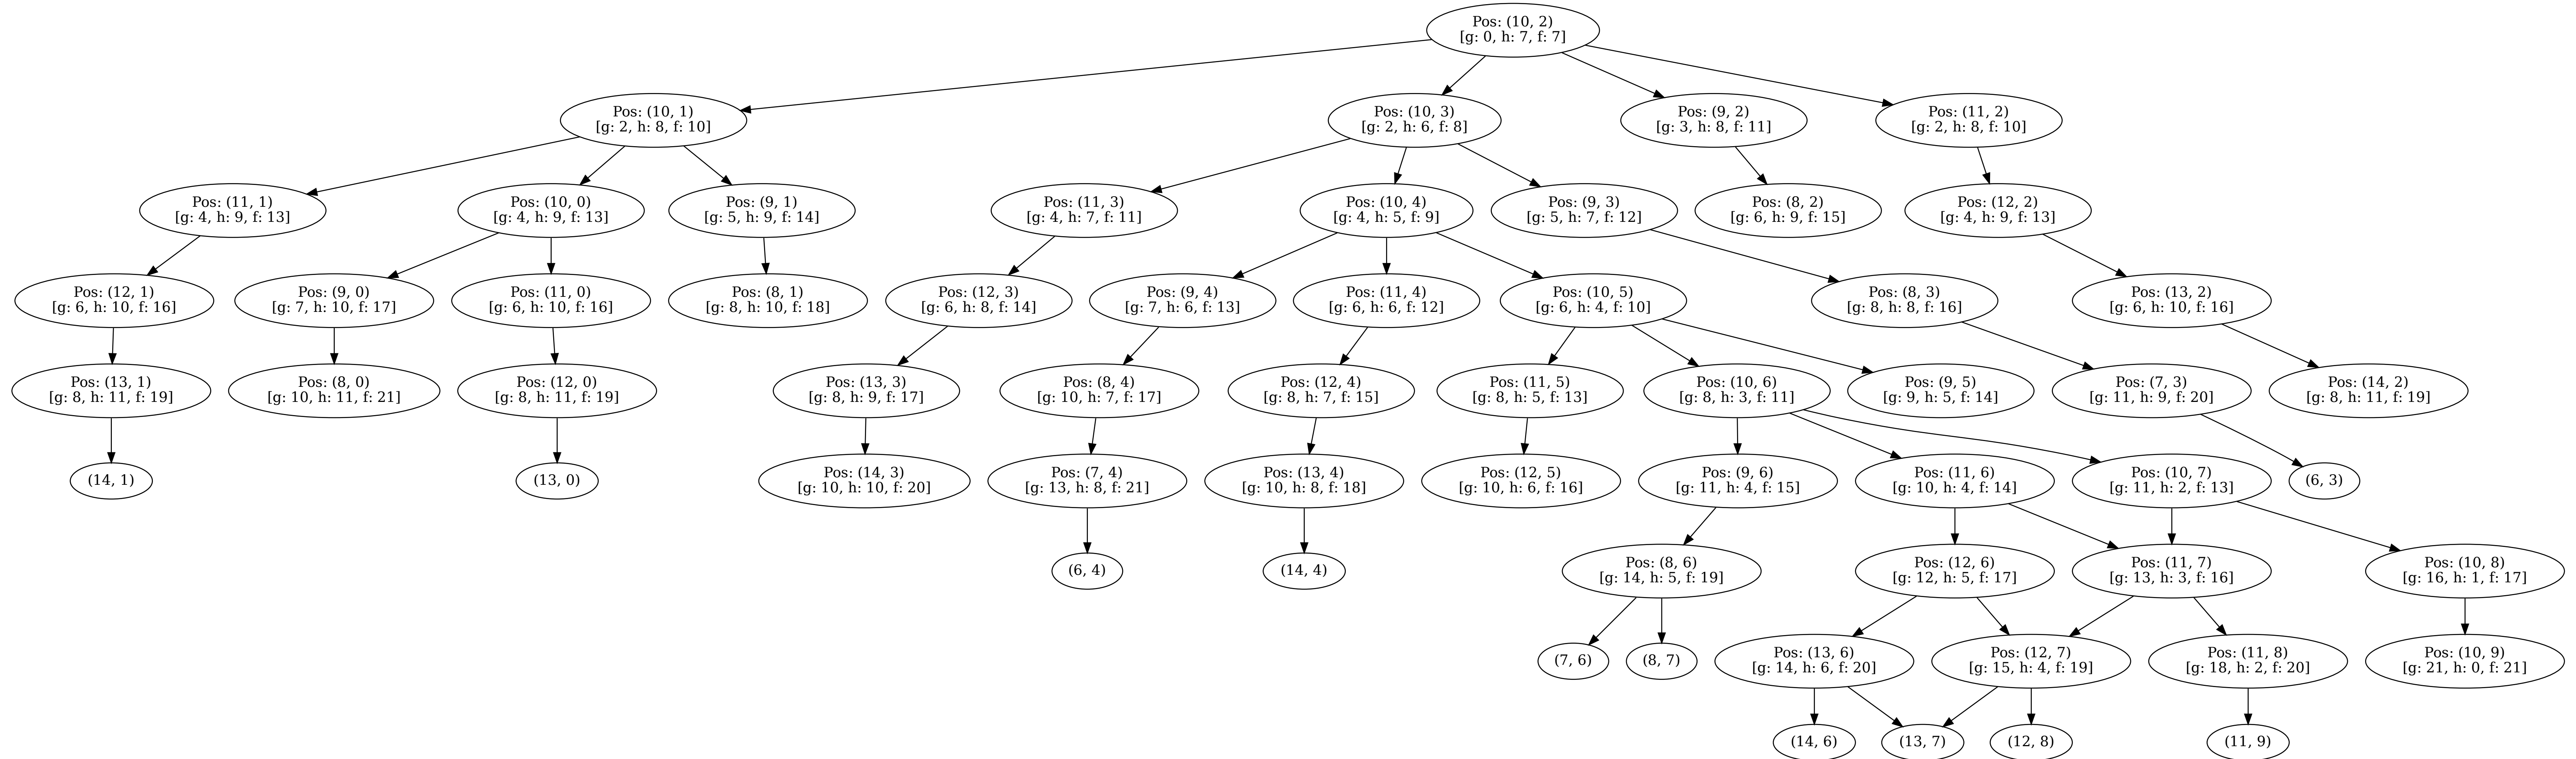 Pos: (10, 2)
[g: 0, h: 7, f: 7]
Pos: (10, 1)
[g: 2, h: 8, f: 10]
Pos: (10, 3)
[g: 2, h: 6, f: 8]
Pos: (9, 2)
[g: 3, h: 8, f: 11]
Pos: (11, 2)
[g: 2, h: 8, f: 10]
Pos: (11, 1)
[g: 4, h: 9, f: 13]
Pos: (10, 0)
[g: 4, h: 9, f: 13]
Pos: (9, 1)
[g: 5, h: 9, f: 14]
Pos: (11, 3)
[g: 4, h: 7, f: 11]
Pos: (10, 4)
[g: 4, h: 5, f: 9]
Pos: (9, 3)
[g: 5, h: 7, f: 12]
Pos: (8, 2)
[g: 6, h: 9, f: 15]
Pos: (12, 2)
[g: 4, h: 9, f: 13]
Pos: (12, 1)
[g: 6, h: 10, f: 16]
Pos: (9, 0)
[g: 7, h: 10, f: 17]
Pos: (11, 0)
[g: 6, h: 10, f: 16]
Pos: (8, 1)
[g: 8, h: 10, f: 18]
Pos: (12, 3)
[g: 6, h: 8, f: 14]
Pos: (9, 4)
[g: 7, h: 6, f: 13]
Pos: (11, 4)
[g: 6, h: 6, f: 12]
Pos: (10, 5)
[g: 6, h: 4, f: 10]
Pos: (8, 3)
[g: 8, h: 8, f: 16]
Pos: (13, 2)
[g: 6, h: 10, f: 16]
Pos: (13, 1)
[g: 8, h: 11, f: 19]
Pos: (8, 0)
[g: 10, h: 11, f: 21]
Pos: (12, 0)
[g: 8, h: 11, f: 19]
Pos: (13, 3)
[g: 8, h: 9, f: 17]
Pos: (8, 4)
[g: 10, h: 7, f: 17]
Pos: (12, 4)
[g: 8, h: 7, f: 15]
Pos: (11, 5)
[g: 8, h: 5, f: 13]
Pos: (10, 6)
[g: 8, h: 3, f: 11]
Pos: (9, 5)
[g: 9, h: 5, f: 14]
Pos: (7, 3)
[g: 11, h: 9, f: 20]
Pos: (14, 2)
[g: 8, h: 11, f: 19]
(14, 1)
(13, 0)
Pos: (14, 3)
[g: 10, h: 10, f: 20]
Pos: (7, 4)
[g: 13, h: 8, f: 21]
Pos: (13, 4)
[g: 10, h: 8, f: 18]
Pos: (12, 5)
[g: 10, h: 6, f: 16]
Pos: (9, 6)
[g: 11, h: 4, f: 15]
Pos: (11, 6)
[g: 10, h: 4, f: 14]
Pos: (10, 7)
[g: 11, h: 2, f: 13]
(6, 3)
(6, 4)
(14, 4)
Pos: (8, 6)
[g: 14, h: 5, f: 19]
Pos: (12, 6)
[g: 12, h: 5, f: 17]
Pos: (11, 7)
[g: 13, h: 3, f: 16]
Pos: (10, 8)
[g: 16, h: 1, f: 17]
(7, 6)
(8, 7)
Pos: (13, 6)
[g: 14, h: 6, f: 20]
Pos: (12, 7)
[g: 15, h: 4, f: 19]
Pos: (11, 8)
[g: 18, h: 2, f: 20]
Pos: (10, 9)
[g: 21, h: 0, f: 21]
(14, 6)
(13, 7)
(12, 8)
(11, 9)